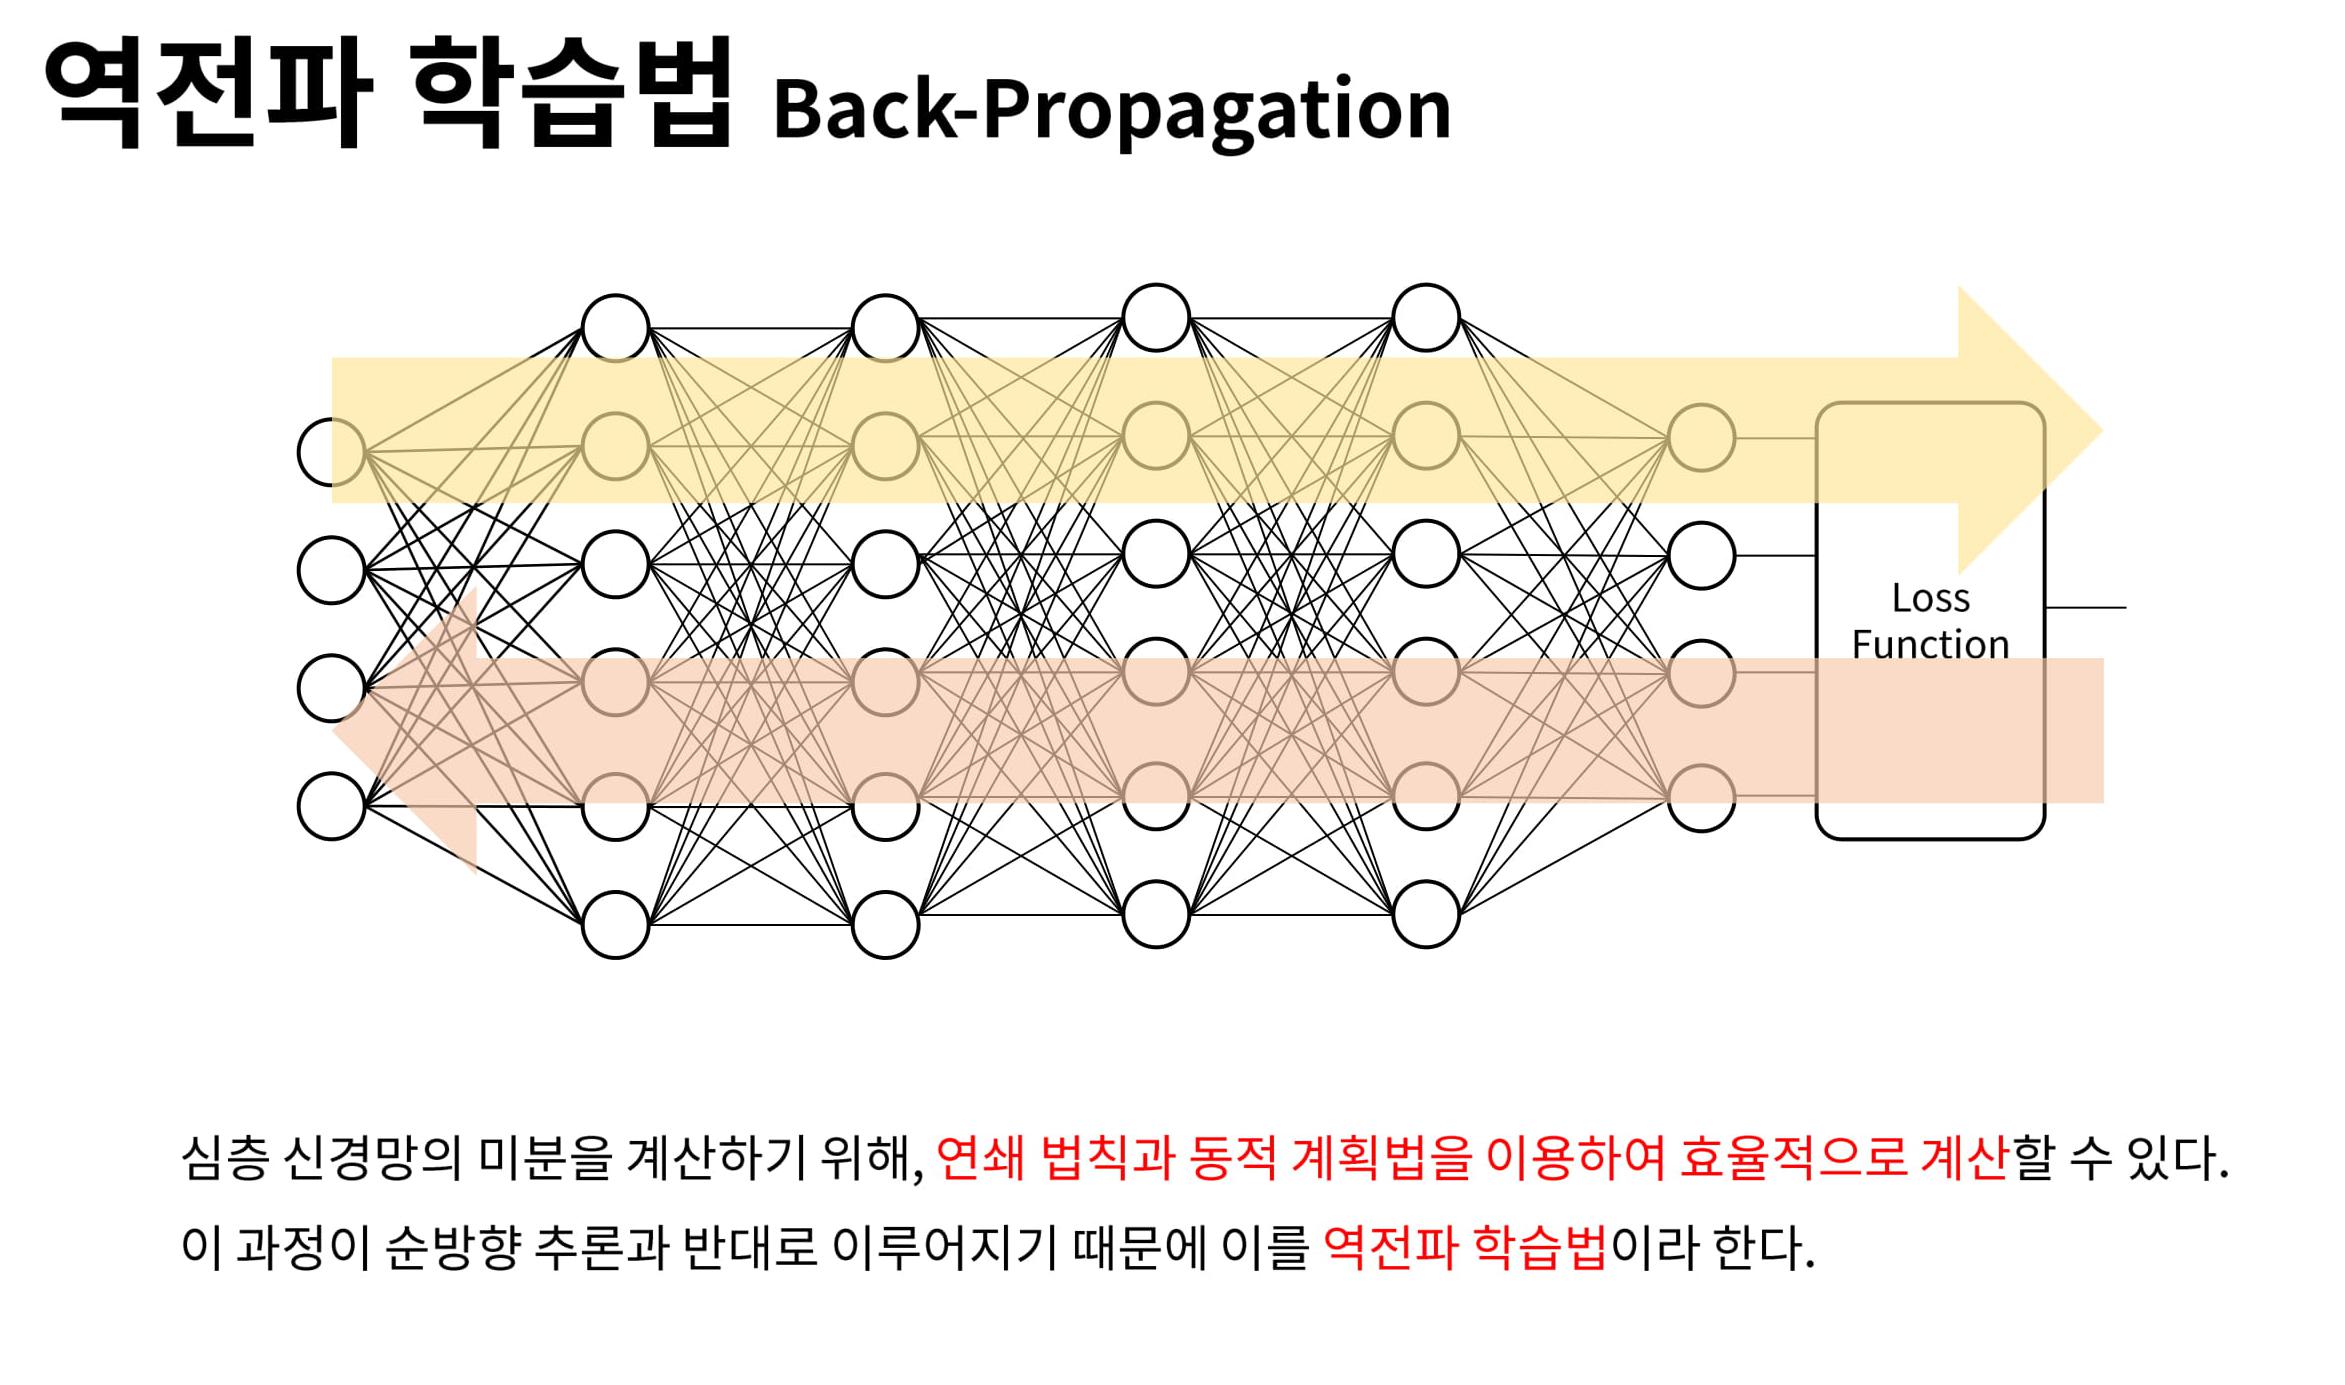 역전파 학습법 Back-Propagation
Loss
Function
심층 신경망의 미분을 계산하기 위해, 연쇄 법칙과 동적 계획법을 이용하여 효율적으로 계산할 수 있다.
이 과정이 순방향 추론과 반대로 이루어지기 때문에 이를 역전파 학습법이라 한다.